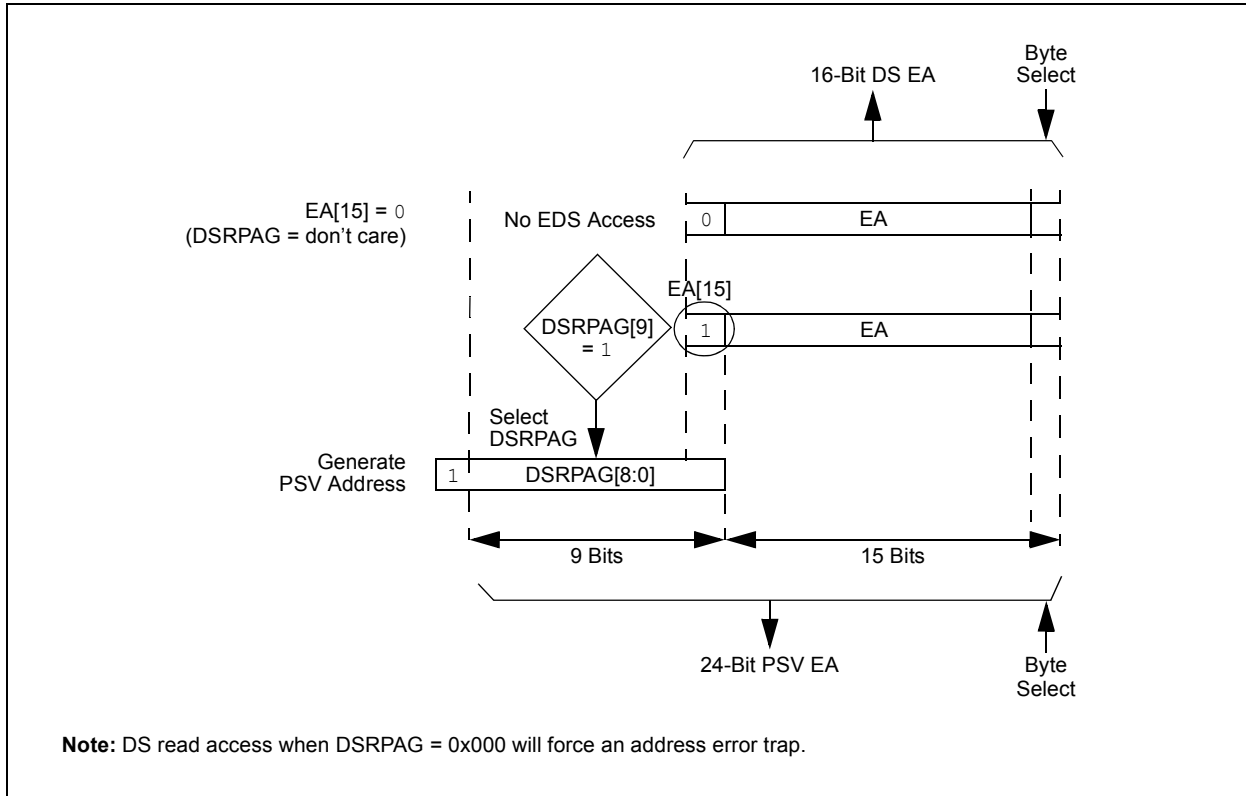 Byte
Select
16-Bit DS EA
EA[15] = 0
(DSRPAG = don't care)
No EDS Access
0
EA
EA[15]
DSRPAG[9]
= 1
1
EA
Select
DSRPAG
Generate
PSV Address
1
DSRPAG[8:0]
9 Bits
15 Bits
24-Bit PSV EA
Byte
Select
Note: DS read access when DSRPAG = 0x000 will force an address error trap.